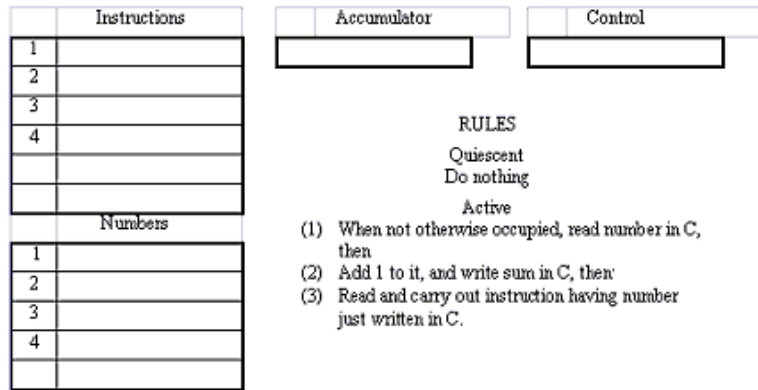 Instructions
1
2
3
4
Numbers
1
2
3
4
Accumulator
Control
RULES
Quiescent
Do nothing
Active
(1) When not otherwise occupied, read number in C,
then
(2) Add 1 to it, and write sum in C, then
(3) Read and carry out instruction having number
just written in C.